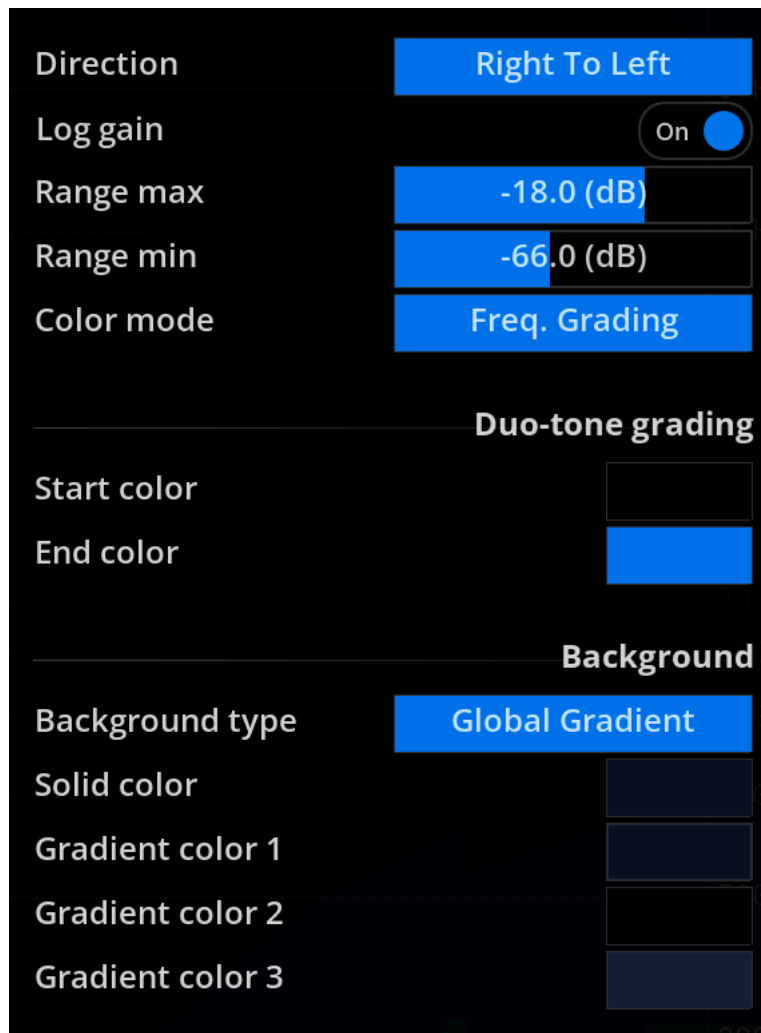 Direction Right To Left
Log gain On
Range max -18.0 (dB)
Range min -66.0 (dB)
Color mode Freq. Grading
Duo-tone grading
Start color
End color
Background
Background type Global Gradient
Solid color
Gradient color 1
Gradient color 2
Gradient color 3